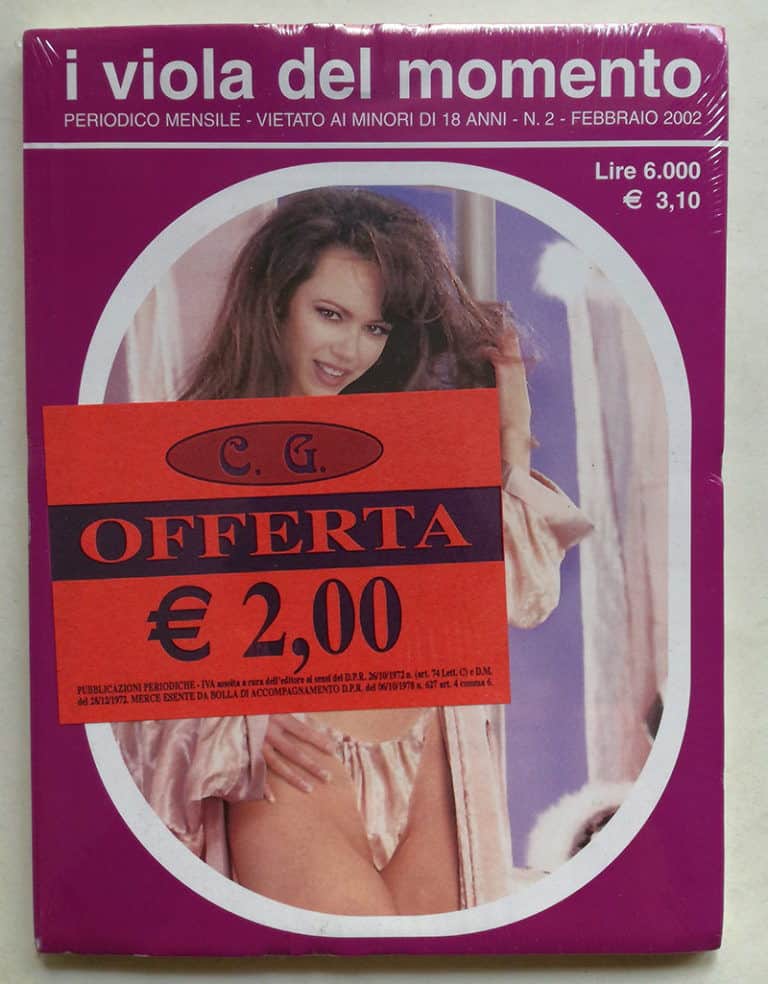 i viola del momento
PERIODICO MENSILE - VIETATO AI MINORI DI 18 ANNI - N. 2 - FEBBRAIO 2002
Lire 6.000
€ 3,10
C. G.
OFFERTA
€ 2,00
PUBBLICAZIONI PERIODICHE - IVA assolta a cura dell'editore ai sensi del D.P.R. 26/10/1972 n. (art. 74 Lett. C) e D.M.
del 28/12/1972. MERCE ESENTE DA BOLLA DI ACCOMPAGNAMENTO D.P.R. del 06/10/1978 n. 627 art. 4 comma 6.